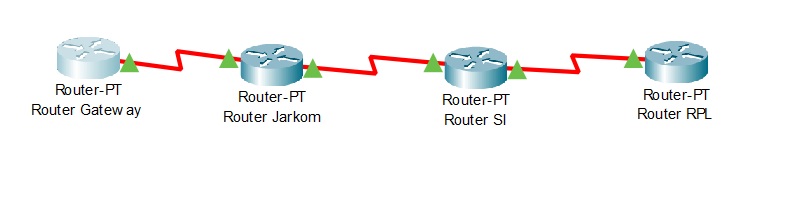 Router-PT
Router Gateway
Router-PT
Router Jarkom
Router-PT
Router SI
Router-PT
Router RPL